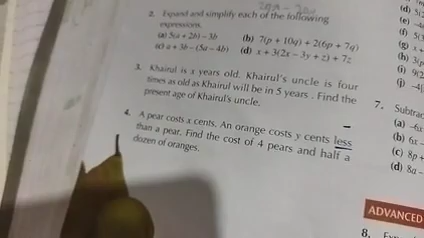 2. Expand and simplify each of the following
expressions.
(a) 5(a + 2b) – 3b (b) 7(p + 10q) + 2(6p + 7q)
(c) a + 3b – (5a – 4b) (d) x + 3(2x – 3y + z) + 7z
3. Khairul is x years old. Khairul's uncle is four
times as old as Khairul will be in 5 years. Find the
present age of Khairul's uncle.
4. A pear costs x cents. An orange costs y cents less
than a pear. Find the cost of 4 pears and half a
dozen of oranges.
(d)
(e)
(f)
(g)
(h)
(i)
(j)
7. Subtrac
(a) –6x
(b) 6x –
(c) 8p +
(d) 8a –
ADVANCED
8.